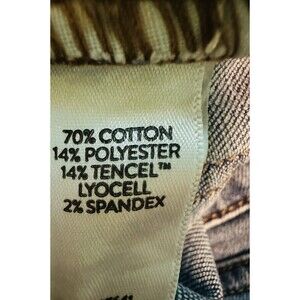 70% COTTON
14% POLYESTER
14% TENCEL™
LYOCELL
2% SPANDEX